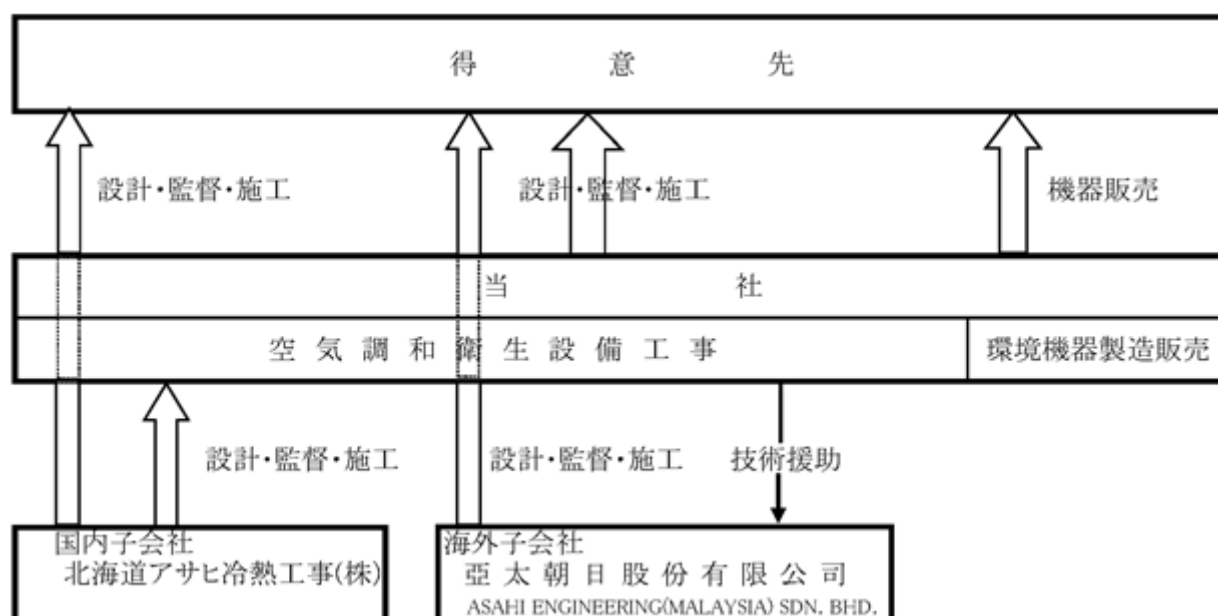 得意先
設計・監督・施工
設計・監督・施工
機器販売
当社
空気調和衛生設備工事
環境機器製造販売
設計・監督・施工
設計・監督・施工
技術援助
国内子会社
北海道アサヒ冷熱工事(株)
海外子会社
亞太朝日股份有限公司
ASAHI ENGINEERING(MALAYSIA) SDN. BHD.